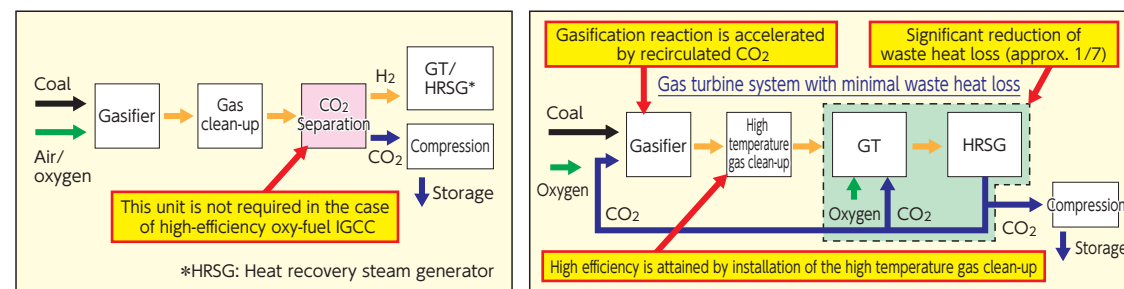 Coal
Air/
oxygen
Gasifier
Gas
clean-up
CO₂
Separation
H₂
GT/
HRSG*
CO₂
Compression
Storage
This unit is not required in the case
of high-efficiency oxy-fuel IGCC
*HRSG: Heat recovery steam generator
Gasification reaction is accelerated
by recirculated CO₂
Significant reduction of
waste heat loss (approx. 1/7)
Gas turbine system with minimal waste heat loss
Coal
Oxygen
Gasifier
High
temperature
gas clean-up
GT
HRSG
Oxygen
CO₂
CO₂
CO₂
Compression
Storage
High efficiency is attained by installation of the high temperature gas clean-up